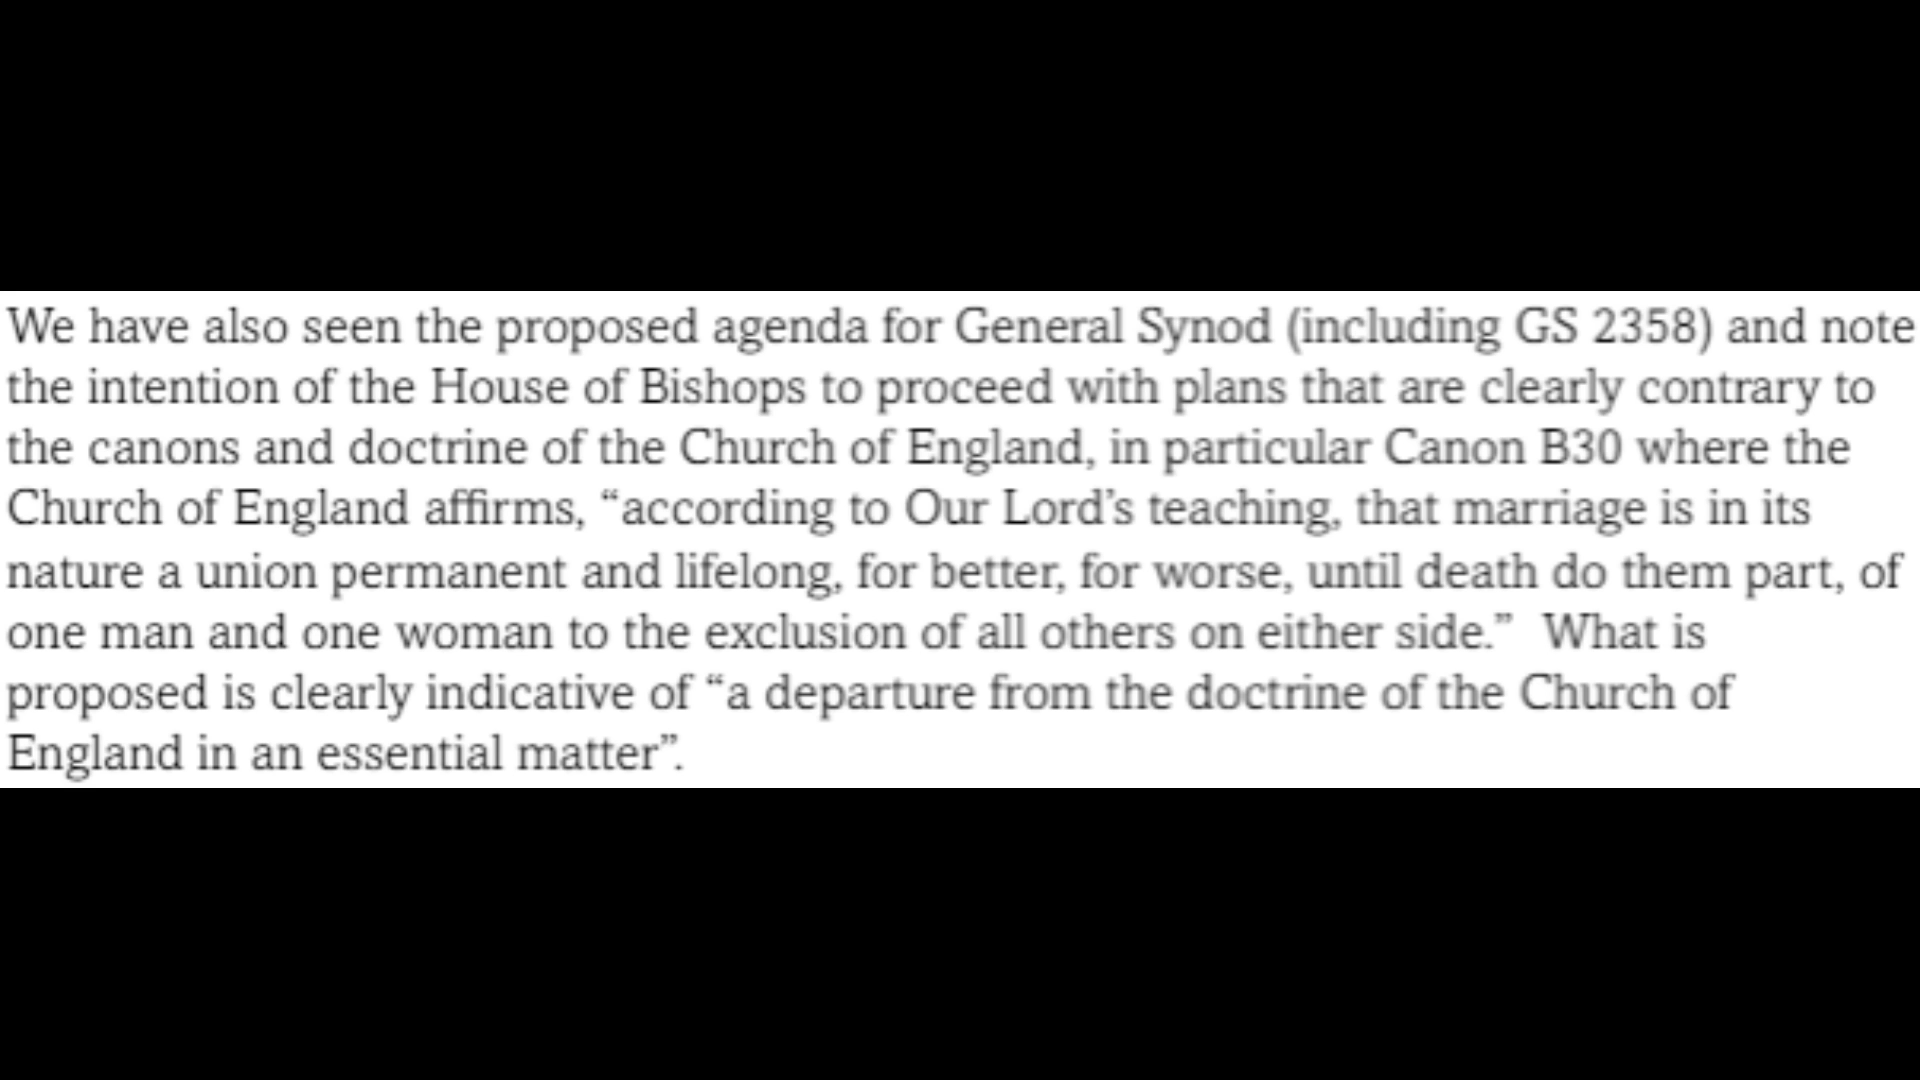 We have also seen the proposed agenda for General Synod (including GS 2358) and note
the intention of the House of Bishops to proceed with plans that are clearly contrary to
the canons and doctrine of the Church of England, in particular Canon B30 where the
Church of England affirms, “according to Our Lord’s teaching, that marriage is in its
nature a union permanent and lifelong, for better, for worse, until death do them part, of
one man and one woman to the exclusion of all others on either side.”  What is
proposed is clearly indicative of “a departure from the doctrine of the Church of
England in an essential matter”.